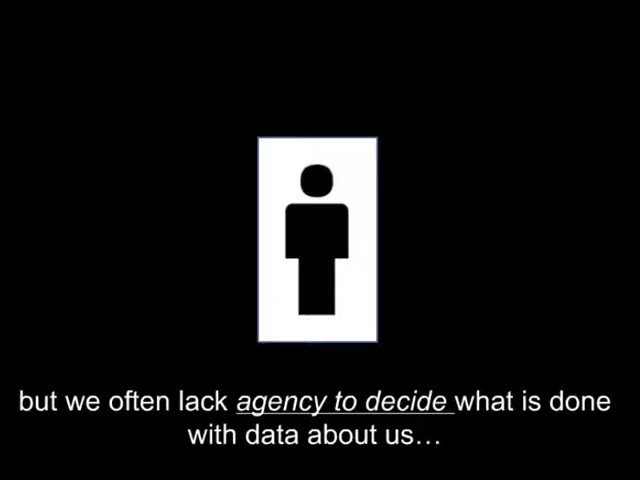 but we often lack agency to decide what is done
with data about us…